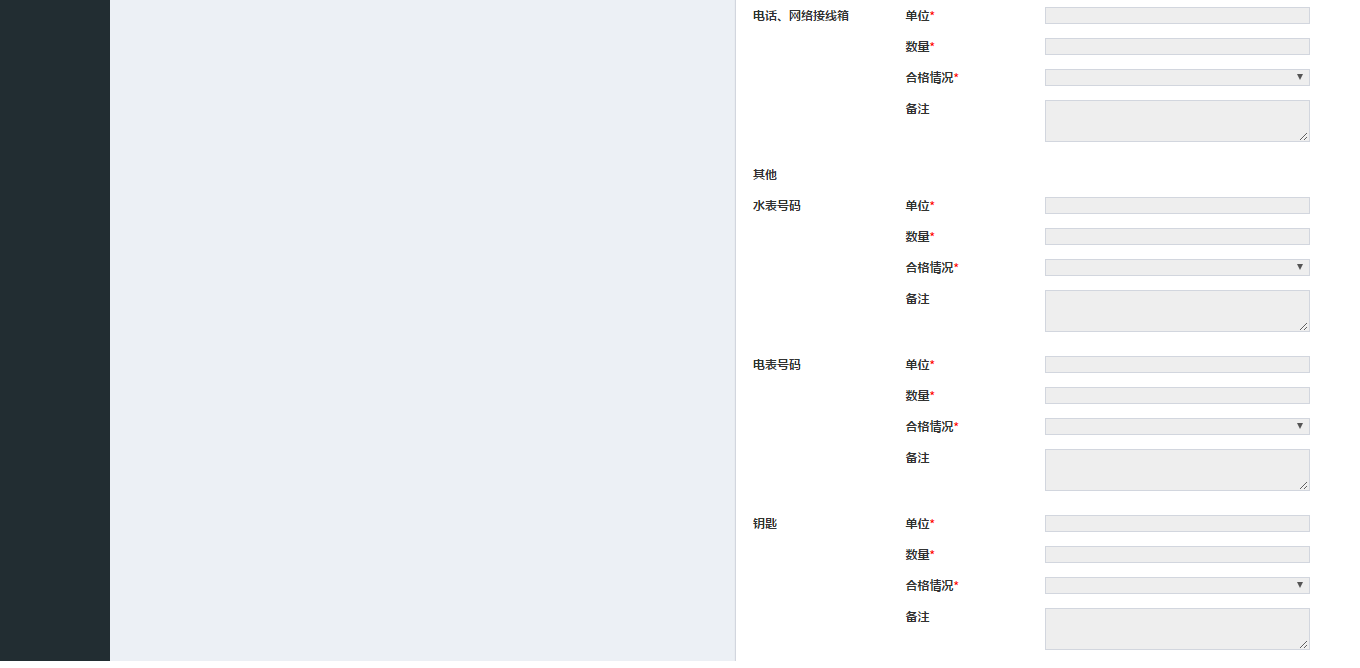 电话、网络接线箱 单位*
数量*
合格情况*
备注
其他
水表号码 单位*
数量*
合格情况*
备注
电表号码 单位*
数量*
合格情况*
备注
钥匙 单位*
数量*
合格情况*
备注